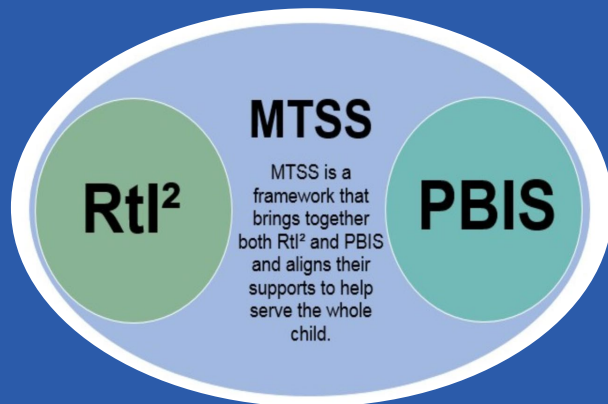 MTSS
RtI²
MTSS is a
framework that
brings together
both RtI² and PBIS
and aligns their
supports to help
serve the whole
child.
PBIS